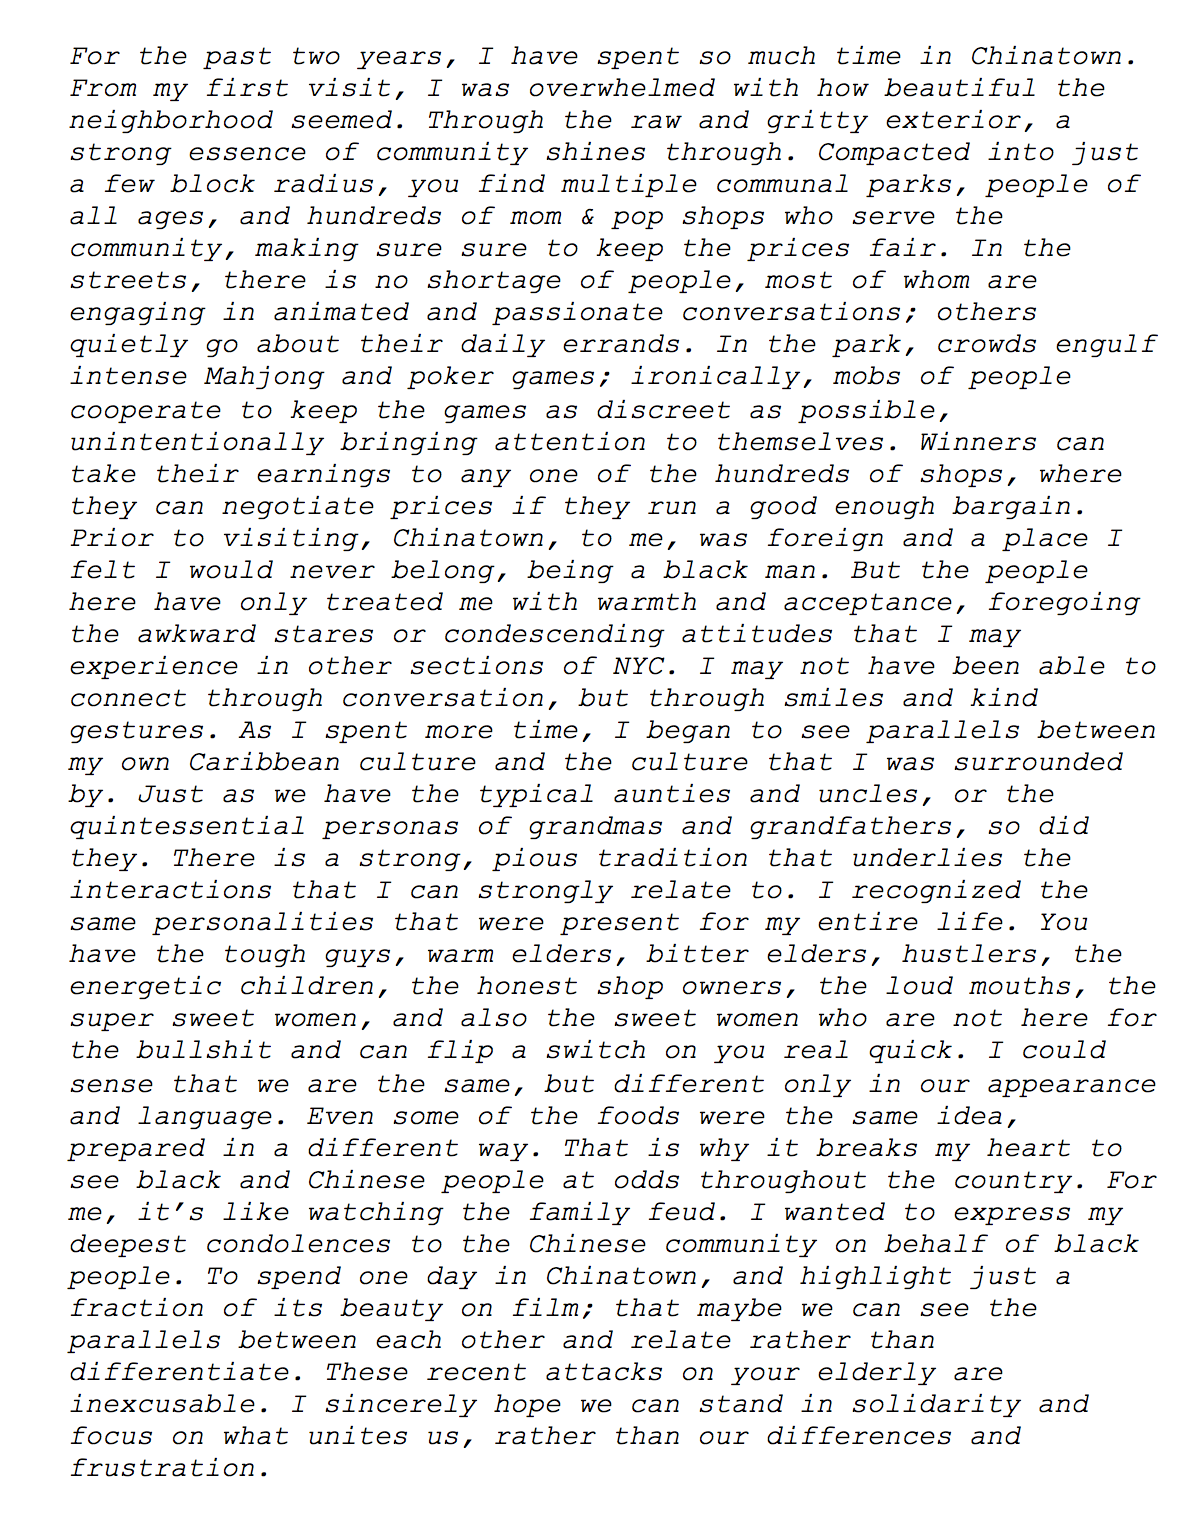 For the past two years, I have spent so much time in Chinatown.
From my first visit, I was overwhelmed with how beautiful the
neighborhood seemed. Through the raw and gritty exterior, a
strong essence of community shines through. Compacted into just
a few block radius, you find multiple communal parks, people of
all ages, and hundreds of mom & pop shops who serve the
community, making sure sure to keep the prices fair. In the
streets, there is no shortage of people, most of whom are
engaging in animated and passionate conversations; others
quietly go about their daily errands. In the park, crowds engulf
intense Mahjong and poker games; ironically, mobs of people
cooperate to keep the games as discreet as possible,
unintentionally bringing attention to themselves. Winners can
take their earnings to any one of the hundreds of shops, where
they can negotiate prices if they run a good enough bargain.
Prior to visiting, Chinatown, to me, was foreign and a place I
felt I would never belong, being a black man. But the people
here have only treated me with warmth and acceptance, foregoing
the awkward stares or condescending attitudes that I may
experience in other sections of NYC. I may not have been able to
connect through conversation, but through smiles and kind
gestures. As I spent more time, I began to see parallels between
my own Caribbean culture and the culture that I was surrounded
by. Just as we have the typical aunties and uncles, or the
quintessential personas of grandmas and grandfathers, so did
they. There is a strong, pious tradition that underlies the
interactions that I can strongly relate to. I recognized the
same personalities that were present for my entire life. You
have the tough guys, warm elders, bitter elders, hustlers, the
energetic children, the honest shop owners, the loud mouths, the
super sweet women, and also the sweet women who are not here for
the bullshit and can flip a switch on you real quick. I could
sense that we are the same, but different only in our appearance
and language. Even some of the foods were the same idea,
prepared in a different way. That is why it breaks my heart to
see black and Chinese people at odds throughout the country. For
me, it’s like watching the family feud. I wanted to express my
deepest condolences to the Chinese community on behalf of black
people. To spend one day in Chinatown, and highlight just a
fraction of its beauty on film; that maybe we can see the
parallels between each other and relate rather than
differentiate. These recent attacks on your elderly are
inexcusable. I sincerely hope we can stand in solidarity and
focus on what unites us, rather than our differences and
frustration.